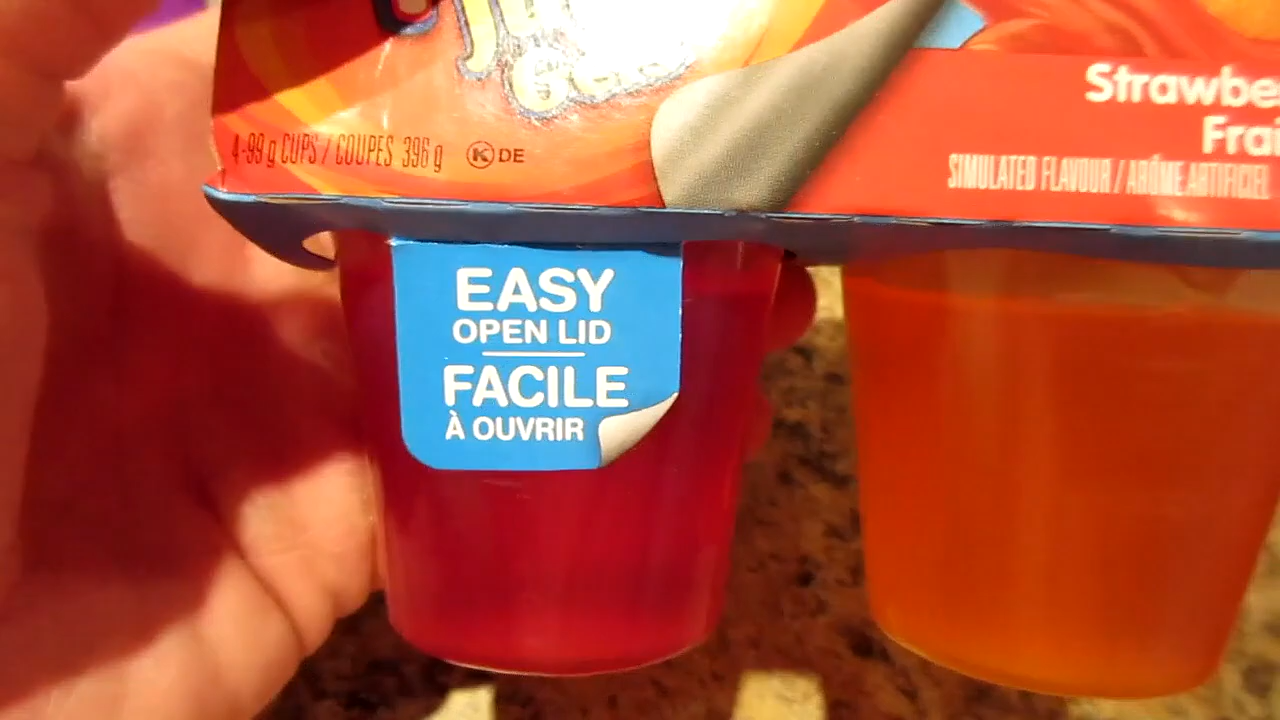 4-99 g CUPS / COUPES 396 g K DE
Strawbe
Frai
SIMULATED FLAVOUR / ARÔME ARTIFICIEL
EASY
OPEN LID
FACILE
À OUVRIR